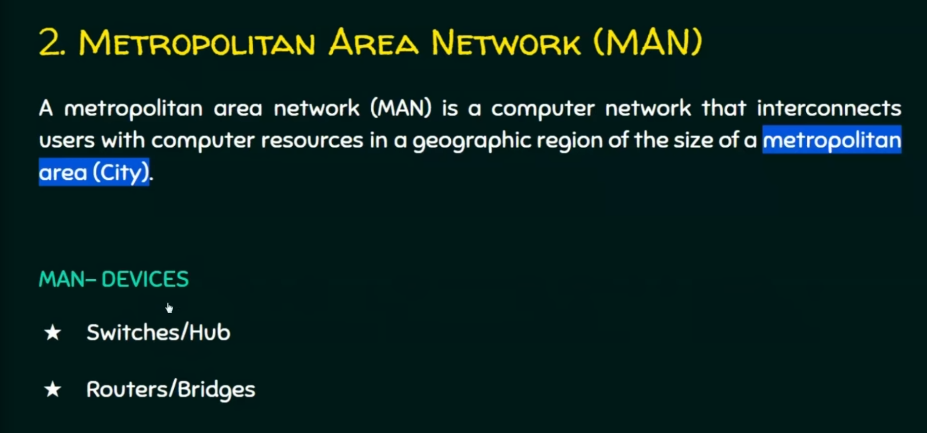 2. METROPOLITAN AREA NETWORK (MAN)
A metropolitan area network (MAN) is a computer network that interconnects
users with computer resources in a geographic region of the size of a metropolitan
area (City).
MAN– DEVICES
★ Switches/Hub
★ Routers/Bridges